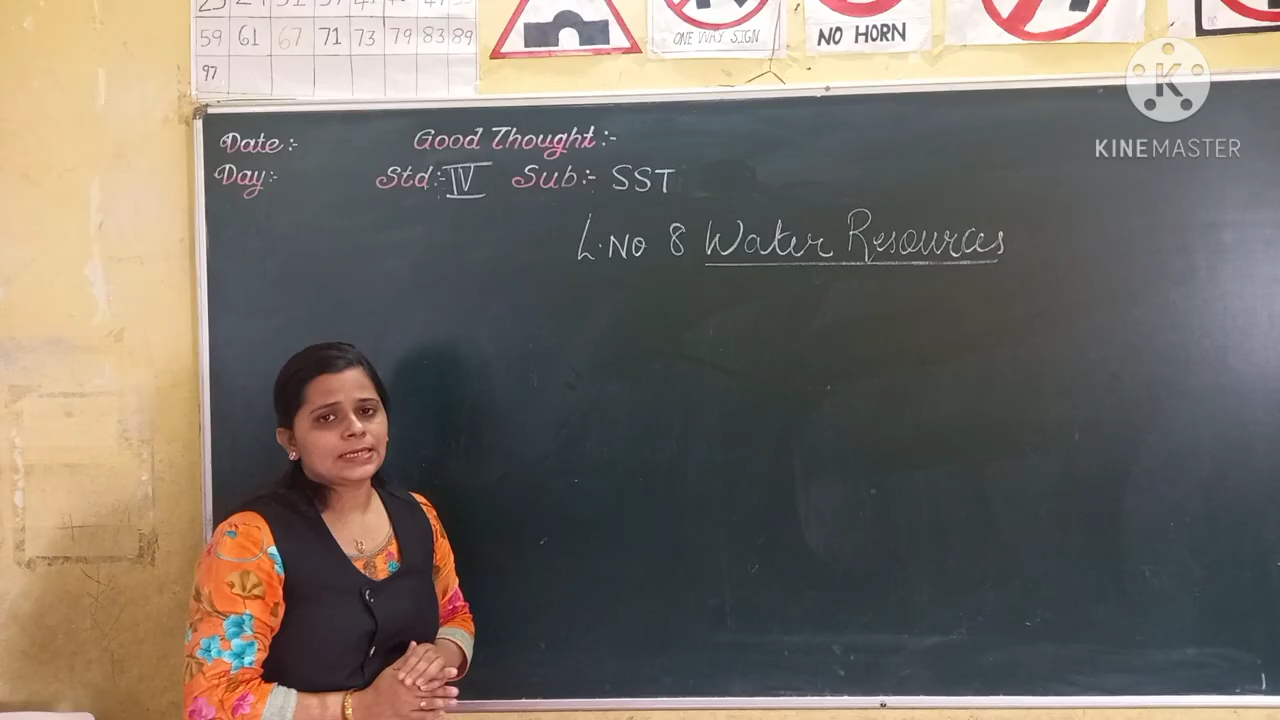 59 61 67 71 73 79 83 89
97
ONE WAY SIGN
NO HORN
KINEMASTER
Date:- Good Thought:-
Day:- Std:- IV Sub:- SST
L.No 8 Water Resources